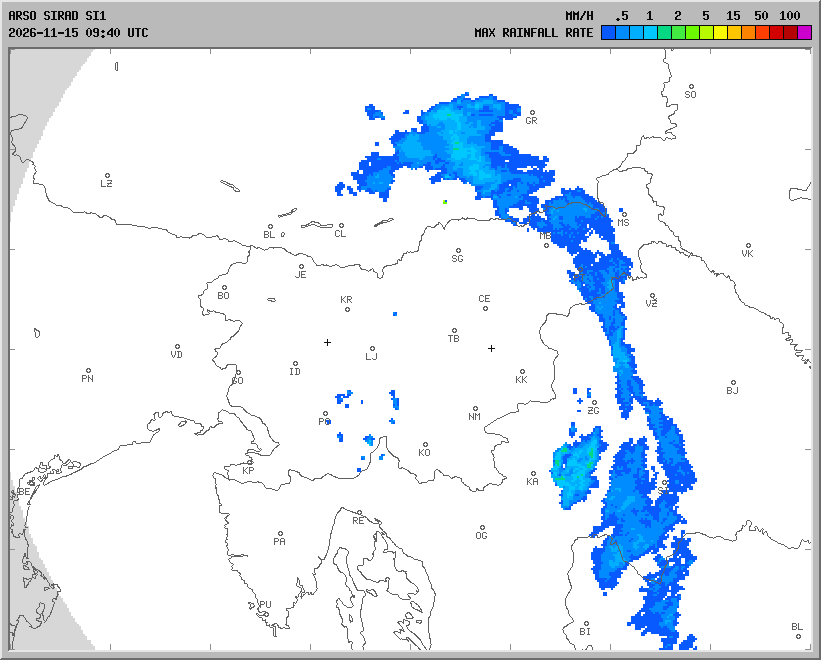 ARSO SIRAD SI1
MM/H .5 1 2 5 15 50 100
2026-11-15 09:40 UTC
MAX RAINFALL RATE
SO
GR
LZ
MS
BL
CL
MB
VK
SG
JE
BO
KR
CE
VZ
TB
VD
LJ
ID
PN
GO
KK
BJ
PO
NM
ZG
KO
KP
KA
BE
RE
PA
OG
PU
BI
BL